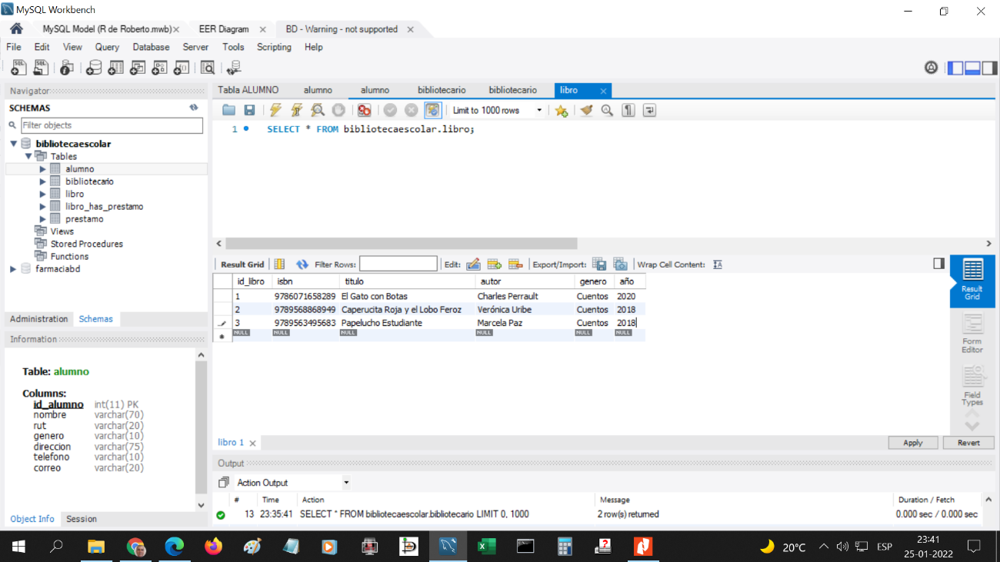 MySQL Workbench
MySQL Model (R de Roberto.mwb) EER Diagram BD - Warning - not supported
File Edit View Query Database Server Tools Scripting Help
Navigator
SCHEMAS
Filter objects
bibliotecaescolar
Tables
alumno
bibliotecario
libro
libro_has_prestamo
prestamo
Views
Stored Procedures
Functions
farmaciabd
Administration Schemas
Information
Table: alumno
Columns:
id_alumno int(11) PK
nombre varchar(70)
rut varchar(20)
genero varchar(10)
direccion varchar(75)
telefono varchar(10)
correo varchar(20)
Object Info Session
Tabla ALUMNO alumno alumno bibliotecario bibliotecario libro
Limit to 1000 rows
1 SELECT * FROM bibliotecaescolar.libro;
Result Grid Filter Rows: Edit: Export/Import: Wrap Cell Content:
id_libro isbn titulo autor genero año
1 9786071658289 El Gato con Botas Charles Perrault Cuentos 2020
2 9789568868949 Caperucita Roja y el Lobo Feroz Verónica Uribe Cuentos 2018
3 9789563495683 Papelucho Estudiante Marcela Paz Cuentos 2018
NULL NULL NULL NULL NULL NULL
Result
Grid
Form
Editor
Field
Types
libro 1
Apply Revert
Output
Action Output
# Time Action Message Duration / Fetch
13 23:35:41 SELECT * FROM bibliotecaescolar.bibliotecario LIMIT 0, 1000 2 row(s) returned 0.000 sec / 0.000 sec
20°C ESP 23:41
25-01-2022